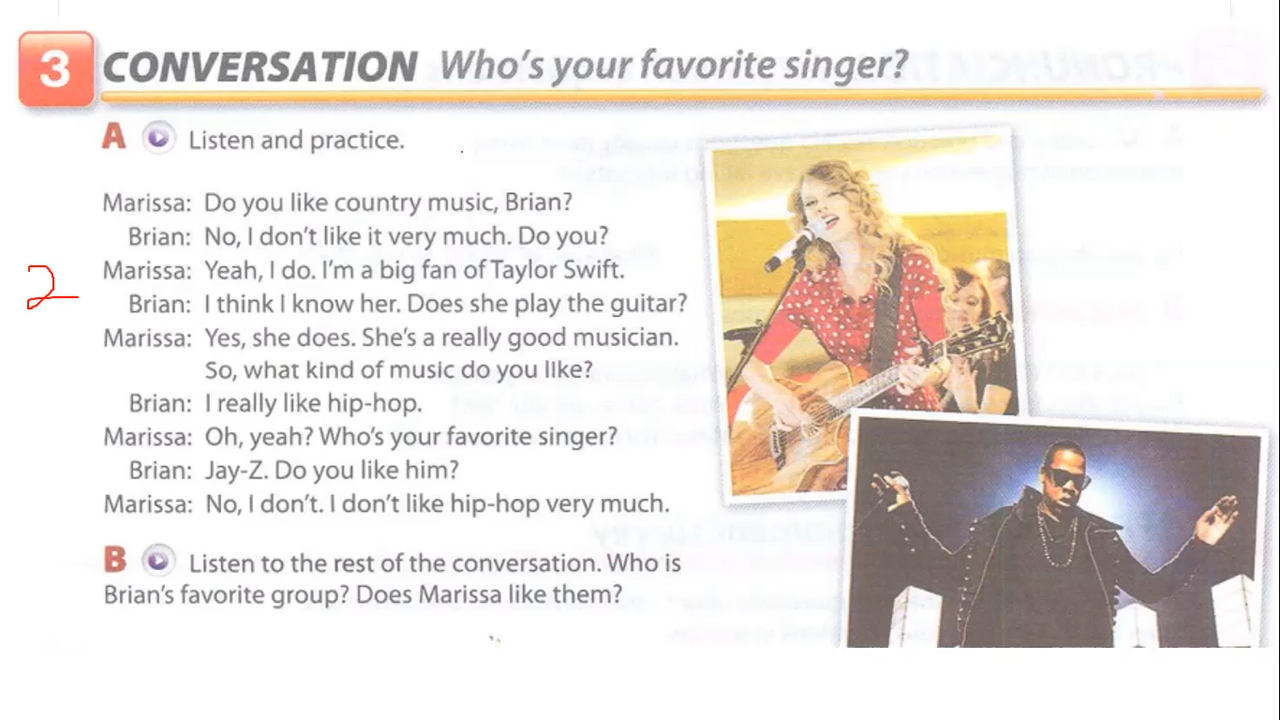 3 CONVERSATION Who's your favorite singer?
A Listen and practice.
Marissa: Do you like country music, Brian?
Brian: No, I don't like it very much. Do you?
Marissa: Yeah, I do. I'm a big fan of Taylor Swift.
2
Brian: I think I know her. Does she play the guitar?
Marissa: Yes, she does. She's a really good musician.
So, what kind of music do you like?
Brian: I really like hip-hop.
Marissa: Oh, yeah? Who's your favorite singer?
Brian: Jay-Z. Do you like him?
Marissa: No, I don't. I don't like hip-hop very much.
B Listen to the rest of the conversation. Who is
Brian's favorite group? Does Marissa like them?